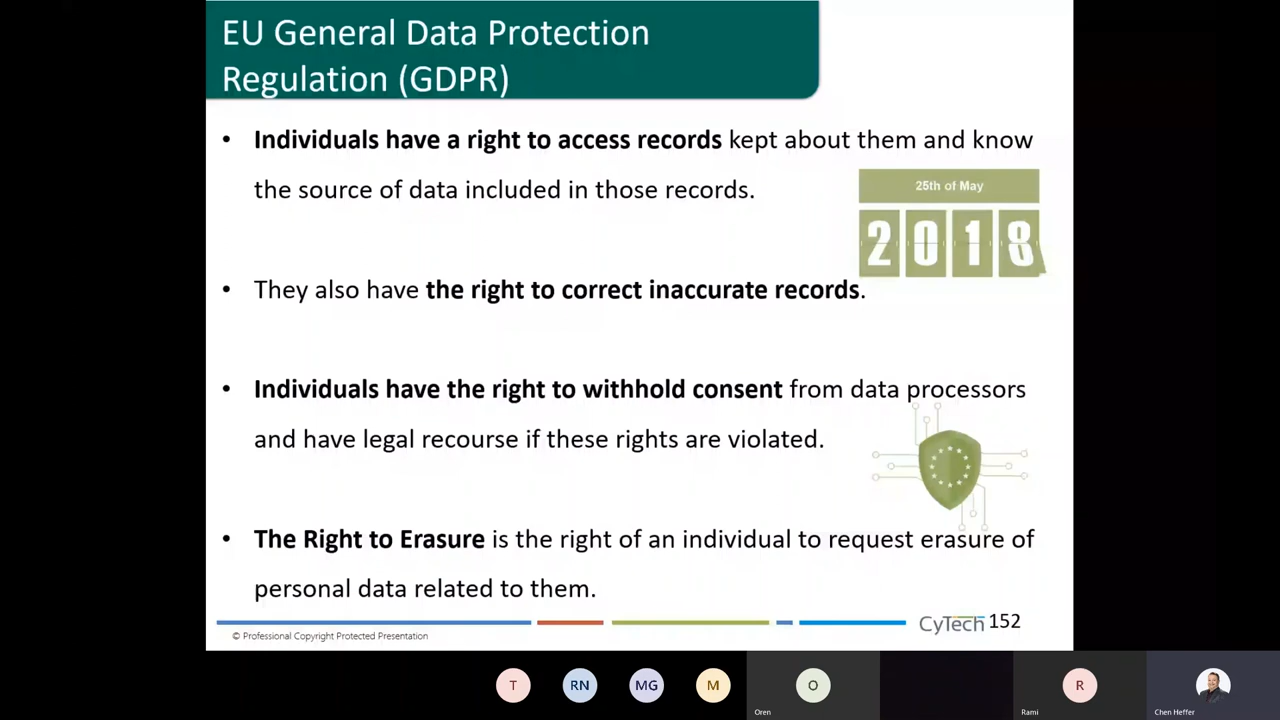 EU General Data Protection
Regulation (GDPR)
• Individuals have a right to access records kept about them and know
the source of data included in those records.
25th of May
2018
• They also have the right to correct inaccurate records.
• Individuals have the right to withhold consent from data processors
and have legal recourse if these rights are violated.
• The Right to Erasure is the right of an individual to request erasure of
personal data related to them.
CyTech 152
© Professional Copyright Protected Presentation
T RN MG M O R
Oren Rami Chen Heffer